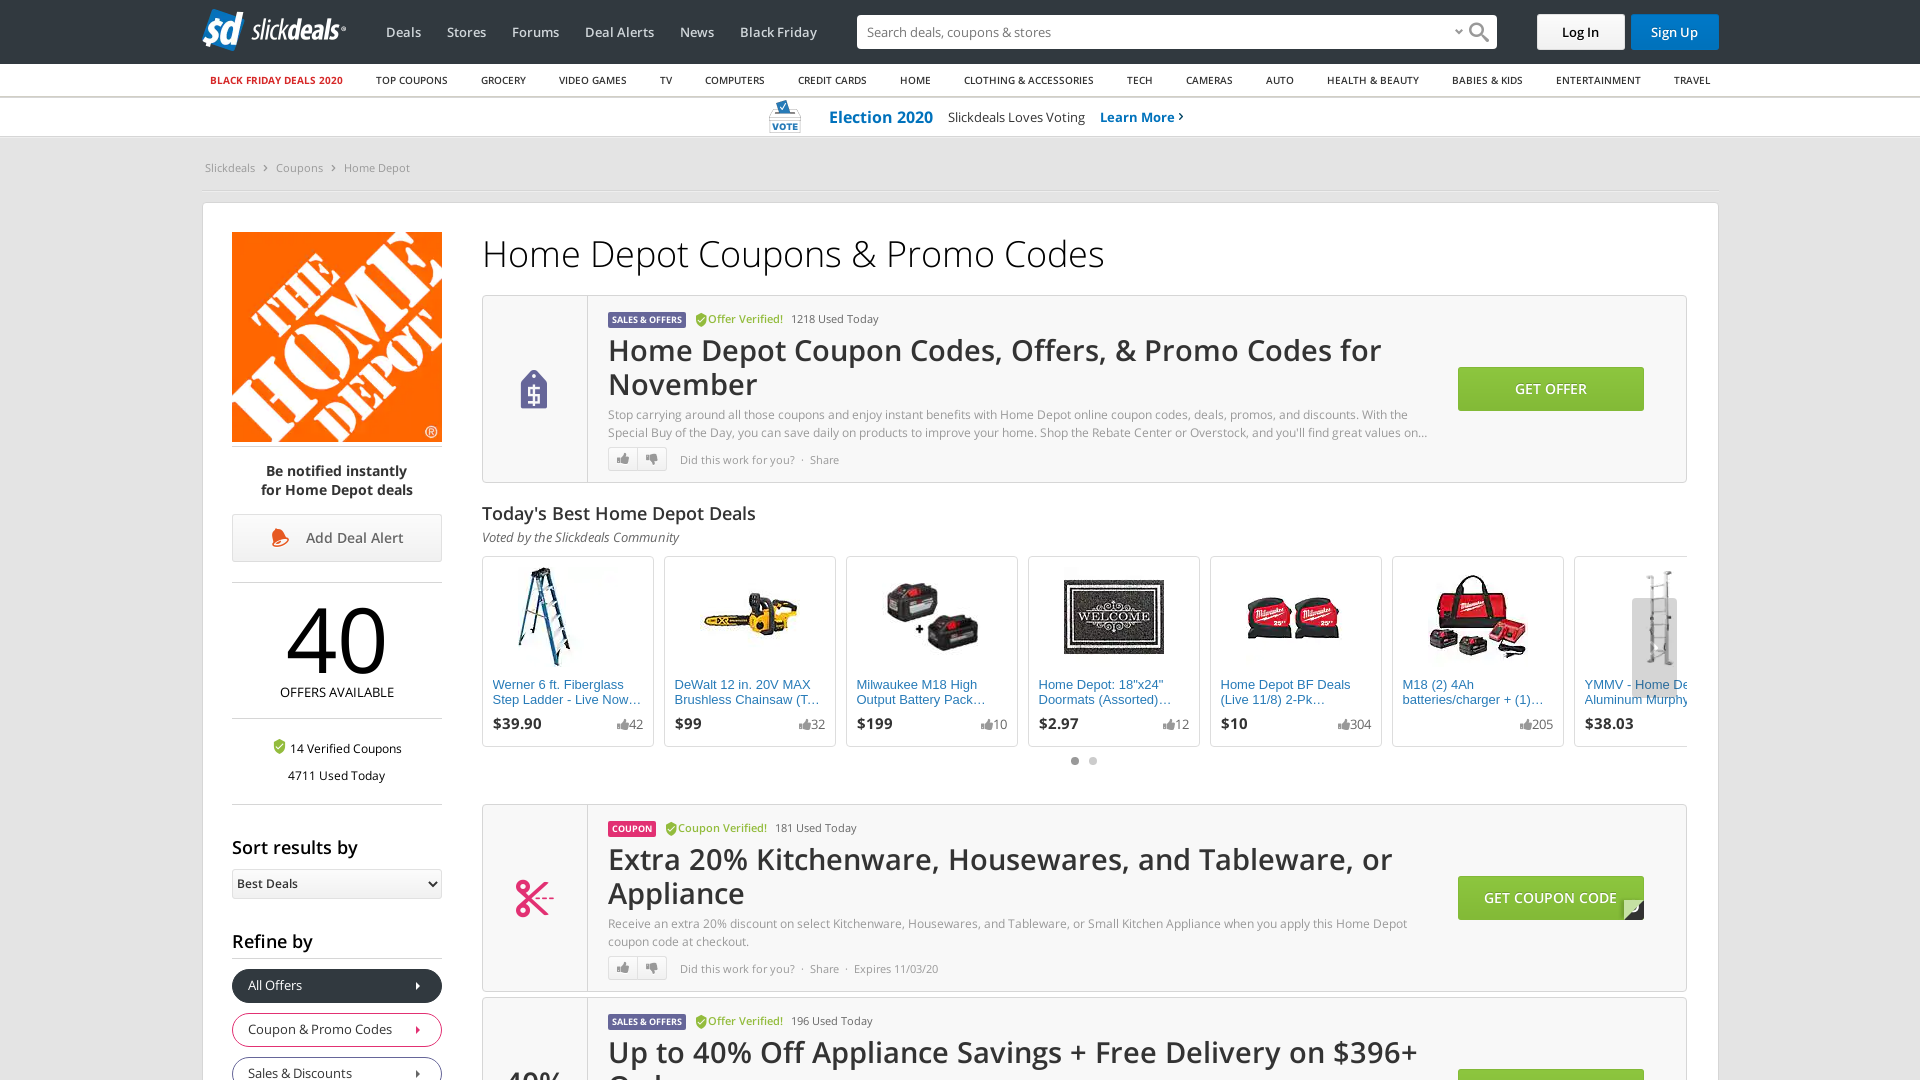 sd slickdeals
Deals
Stores
Forums
Deal Alerts
News
Black Friday
Search deals, coupons & stores
Log In
Sign Up
BLACK FRIDAY DEALS 2020
TOP COUPONS
GROCERY
VIDEO GAMES
TV
COMPUTERS
CREDIT CARDS
HOME
CLOTHING & ACCESSORIES
TECH
CAMERAS
AUTO
HEALTH & BEAUTY
BABIES & KIDS
ENTERTAINMENT
TRAVEL
VOTE
Election 2020 Slickdeals Loves Voting Learn More
Slickdeals > Coupons > Home Depot
THE
HOME
DEPOT
®
Be notified instantly
for Home Depot deals
Add Deal Alert
40
OFFERS AVAILABLE
14 Verified Coupons
4711 Used Today
Sort results by
Best Deals
Refine by
All Offers
Coupon & Promo Codes
Sales & Discounts
Home Depot Coupons & Promo Codes
SALES & OFFERS Offer Verified! 1218 Used Today
Home Depot Coupon Codes, Offers, & Promo Codes for
November
Stop carrying around all those coupons and enjoy instant benefits with Home Depot online coupon codes, deals, promos, and discounts. With the
Special Buy of the Day, you can save daily on products to improve your home. Shop the Rebate Center or Overstock, and you'll find great values on...
Did this work for you? · Share
GET OFFER
Today's Best Home Depot Deals
Voted by the Slickdeals Community
Werner 6 ft. Fiberglass
Step Ladder - Live Now…
$39.90 42
DeWalt 12 in. 20V MAX
Brushless Chainsaw (T…
$99 32
Milwaukee M18 High
Output Battery Pack…
$199 10
WELCOME
Home Depot: 18"x24"
Doormats (Assorted)…
$2.97 12
Milwaukee
25'
Milwaukee
25'
Home Depot BF Deals
(Live 11/8) 2-Pk…
$10 304
Milwaukee
M18 (2) 4Ah
batteries/charger + (1)…
205
YMMV - Home De
Aluminum Murphy
$38.03
COUPON Coupon Verified! 181 Used Today
Extra 20% Kitchenware, Housewares, and Tableware, or
Appliance
Receive an extra 20% discount on select Kitchenware, Housewares, and Tableware, or Small Kitchen Appliance when you apply this Home Depot
coupon code at checkout.
Did this work for you? · Share · Expires 11/03/20
GET COUPON CODE
SALES & OFFERS Offer Verified! 196 Used Today
Up to 40% Off Appliance Savings + Free Delivery on $396+
40%